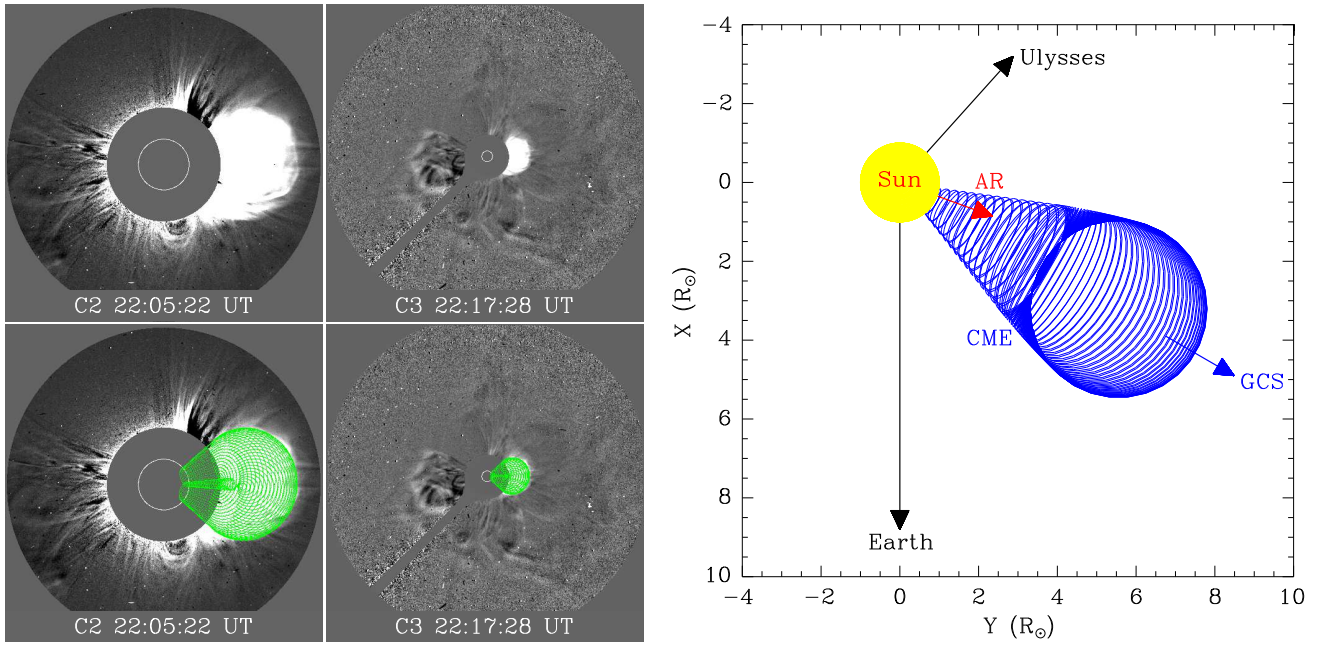 C2 22:05:22 UT
C3 22:17:28 UT
C2 22:05:22 UT
C3 22:17:28 UT
−4
−2
0
2
4
6
8
10
X (R☉)
Ulysses
Sun
AR
CME
GCS
Earth
−4
−2
0
2
4
6
8
10
Y (R☉)